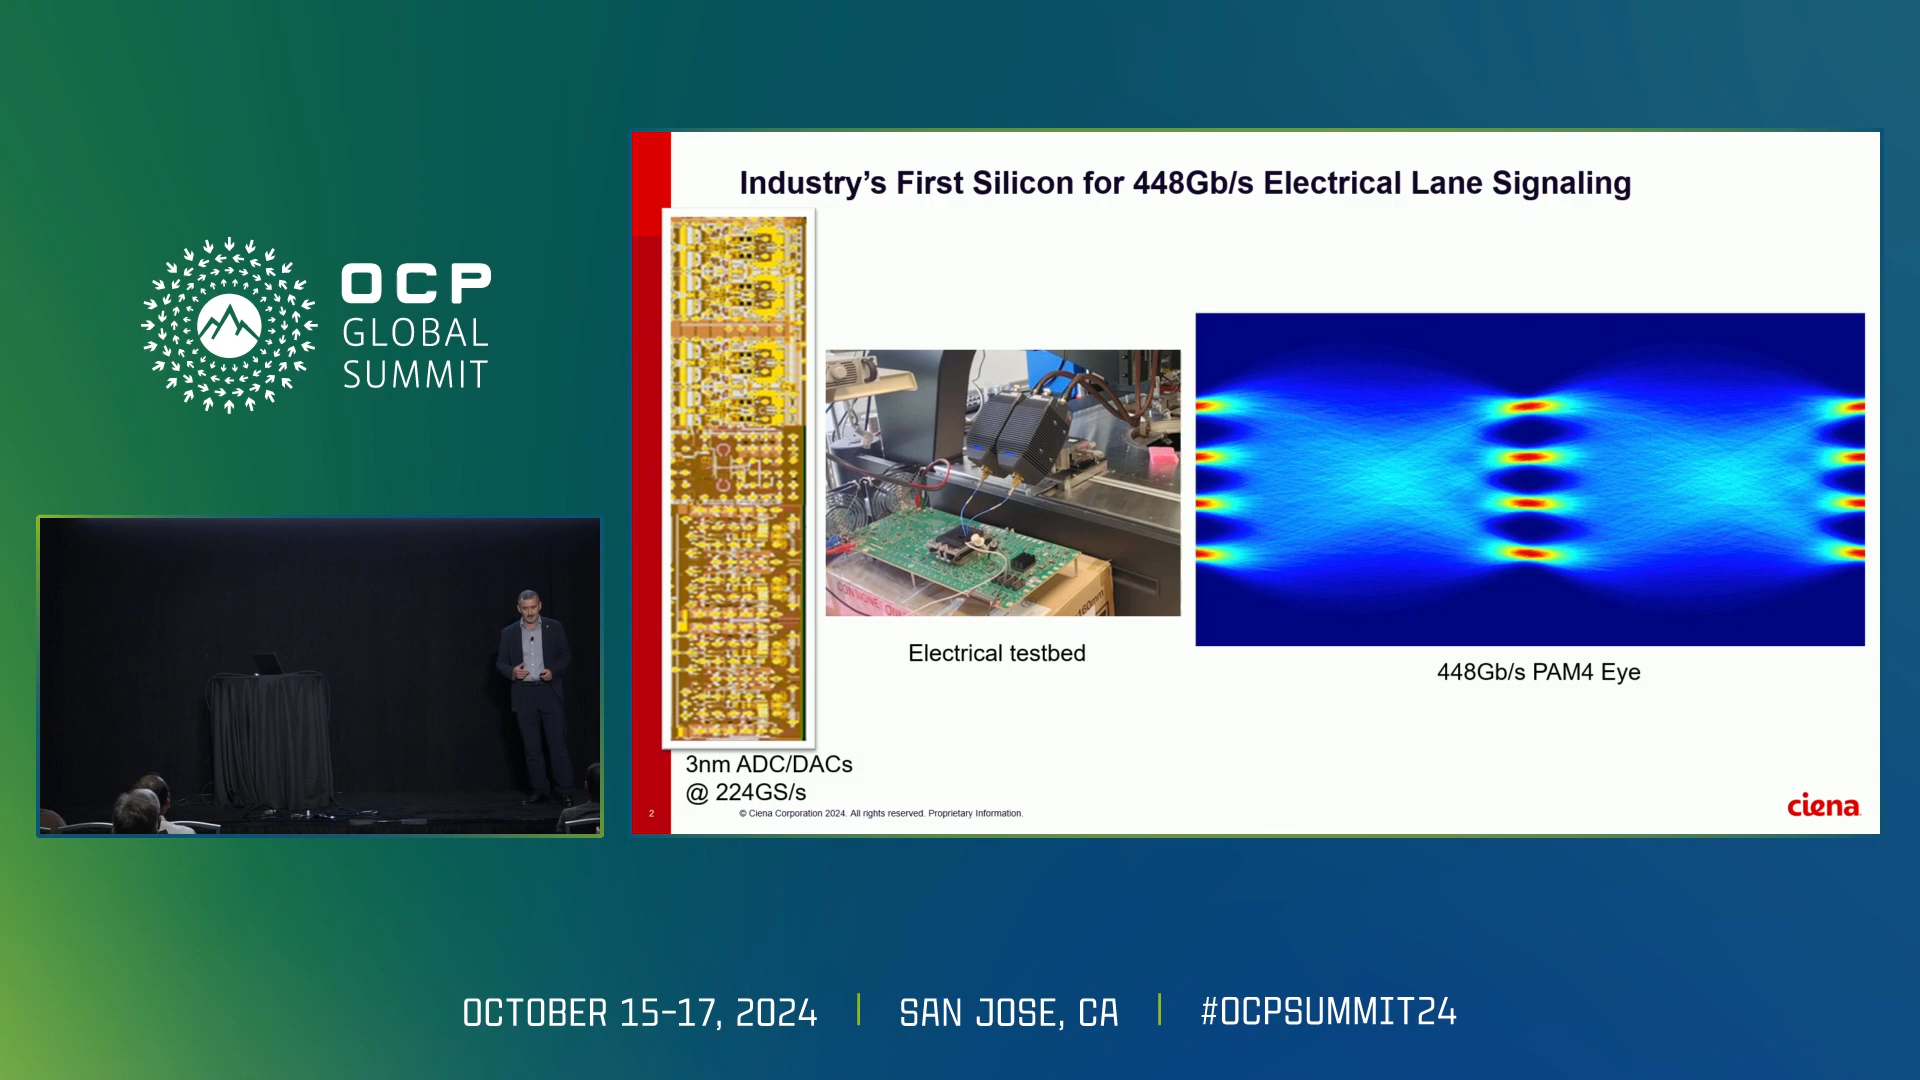 OCP
GLOBAL
SUMMIT
Industry's First Silicon for 448Gb/s Electrical Lane Signaling
Electrical testbed
448Gb/s PAM4 Eye
3nm ADC/DACs
@ 224GS/s
2
© Ciena Corporation 2024. All rights reserved. Proprietary Information.
ciena
OCTOBER 15-17, 2024 | SAN JOSE, CA | #OCPSUMMIT24